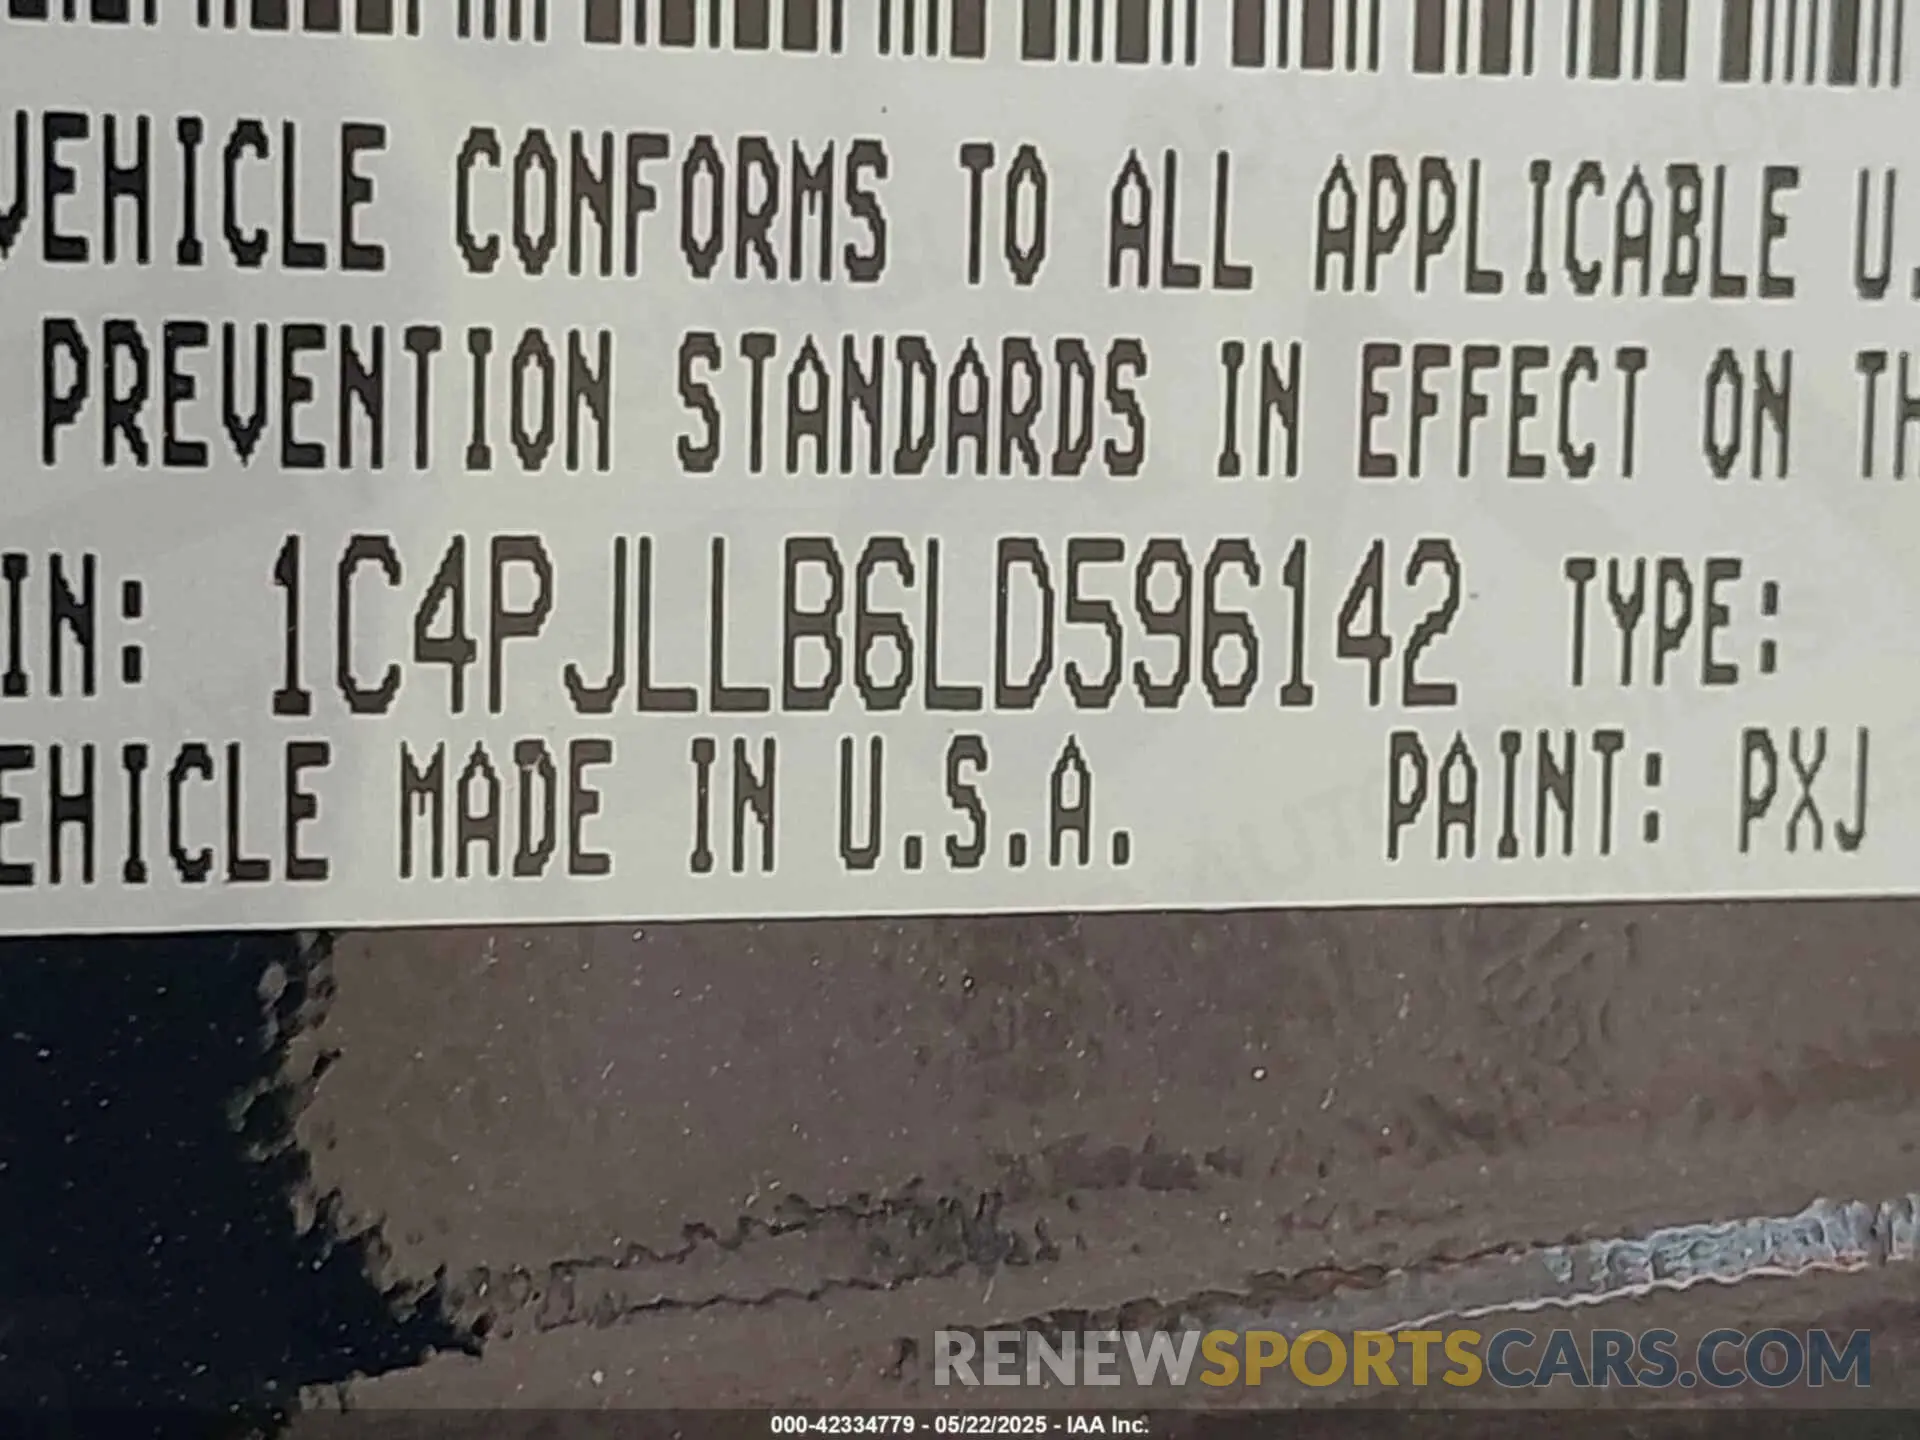 VEHICLE CONFORMS TO ALL APPLICABLE U.
PREVENTION STANDARDS IN EFFECT ON TH
IN: 1C4PJLLB6LD596142 TYPE:
EHICLE MADE IN U.S.A. PAINT: PXJ
RENEWSPORTSCARS.COM
000-42334779 - 05/22/2025 - IAA Inc.